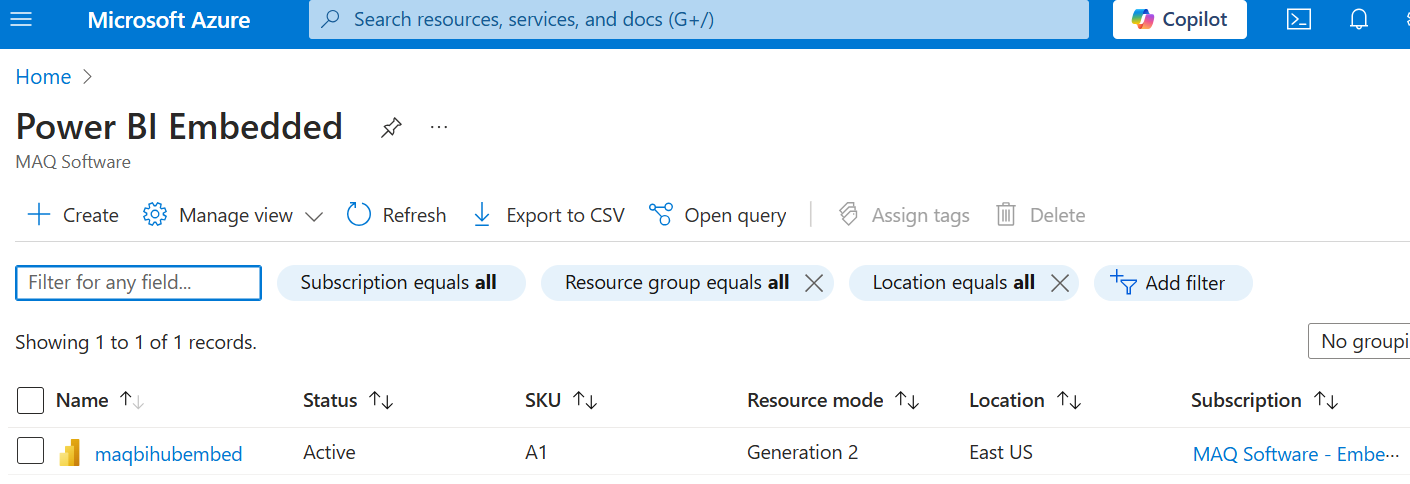 Microsoft Azure Search resources, services, and docs (G+/) Copilot
Home
Power BI Embedded
MAQ Software
Create Manage view Refresh Export to CSV Open query Assign tags Delete
Filter for any field... Subscription equals all Resource group equals all Location equals all Add filter
Showing 1 to 1 of 1 records.
No groupi
Name Status SKU Resource mode Location Subscription
maqbihubembed Active A1 Generation 2 East US MAQ Software - Embe...